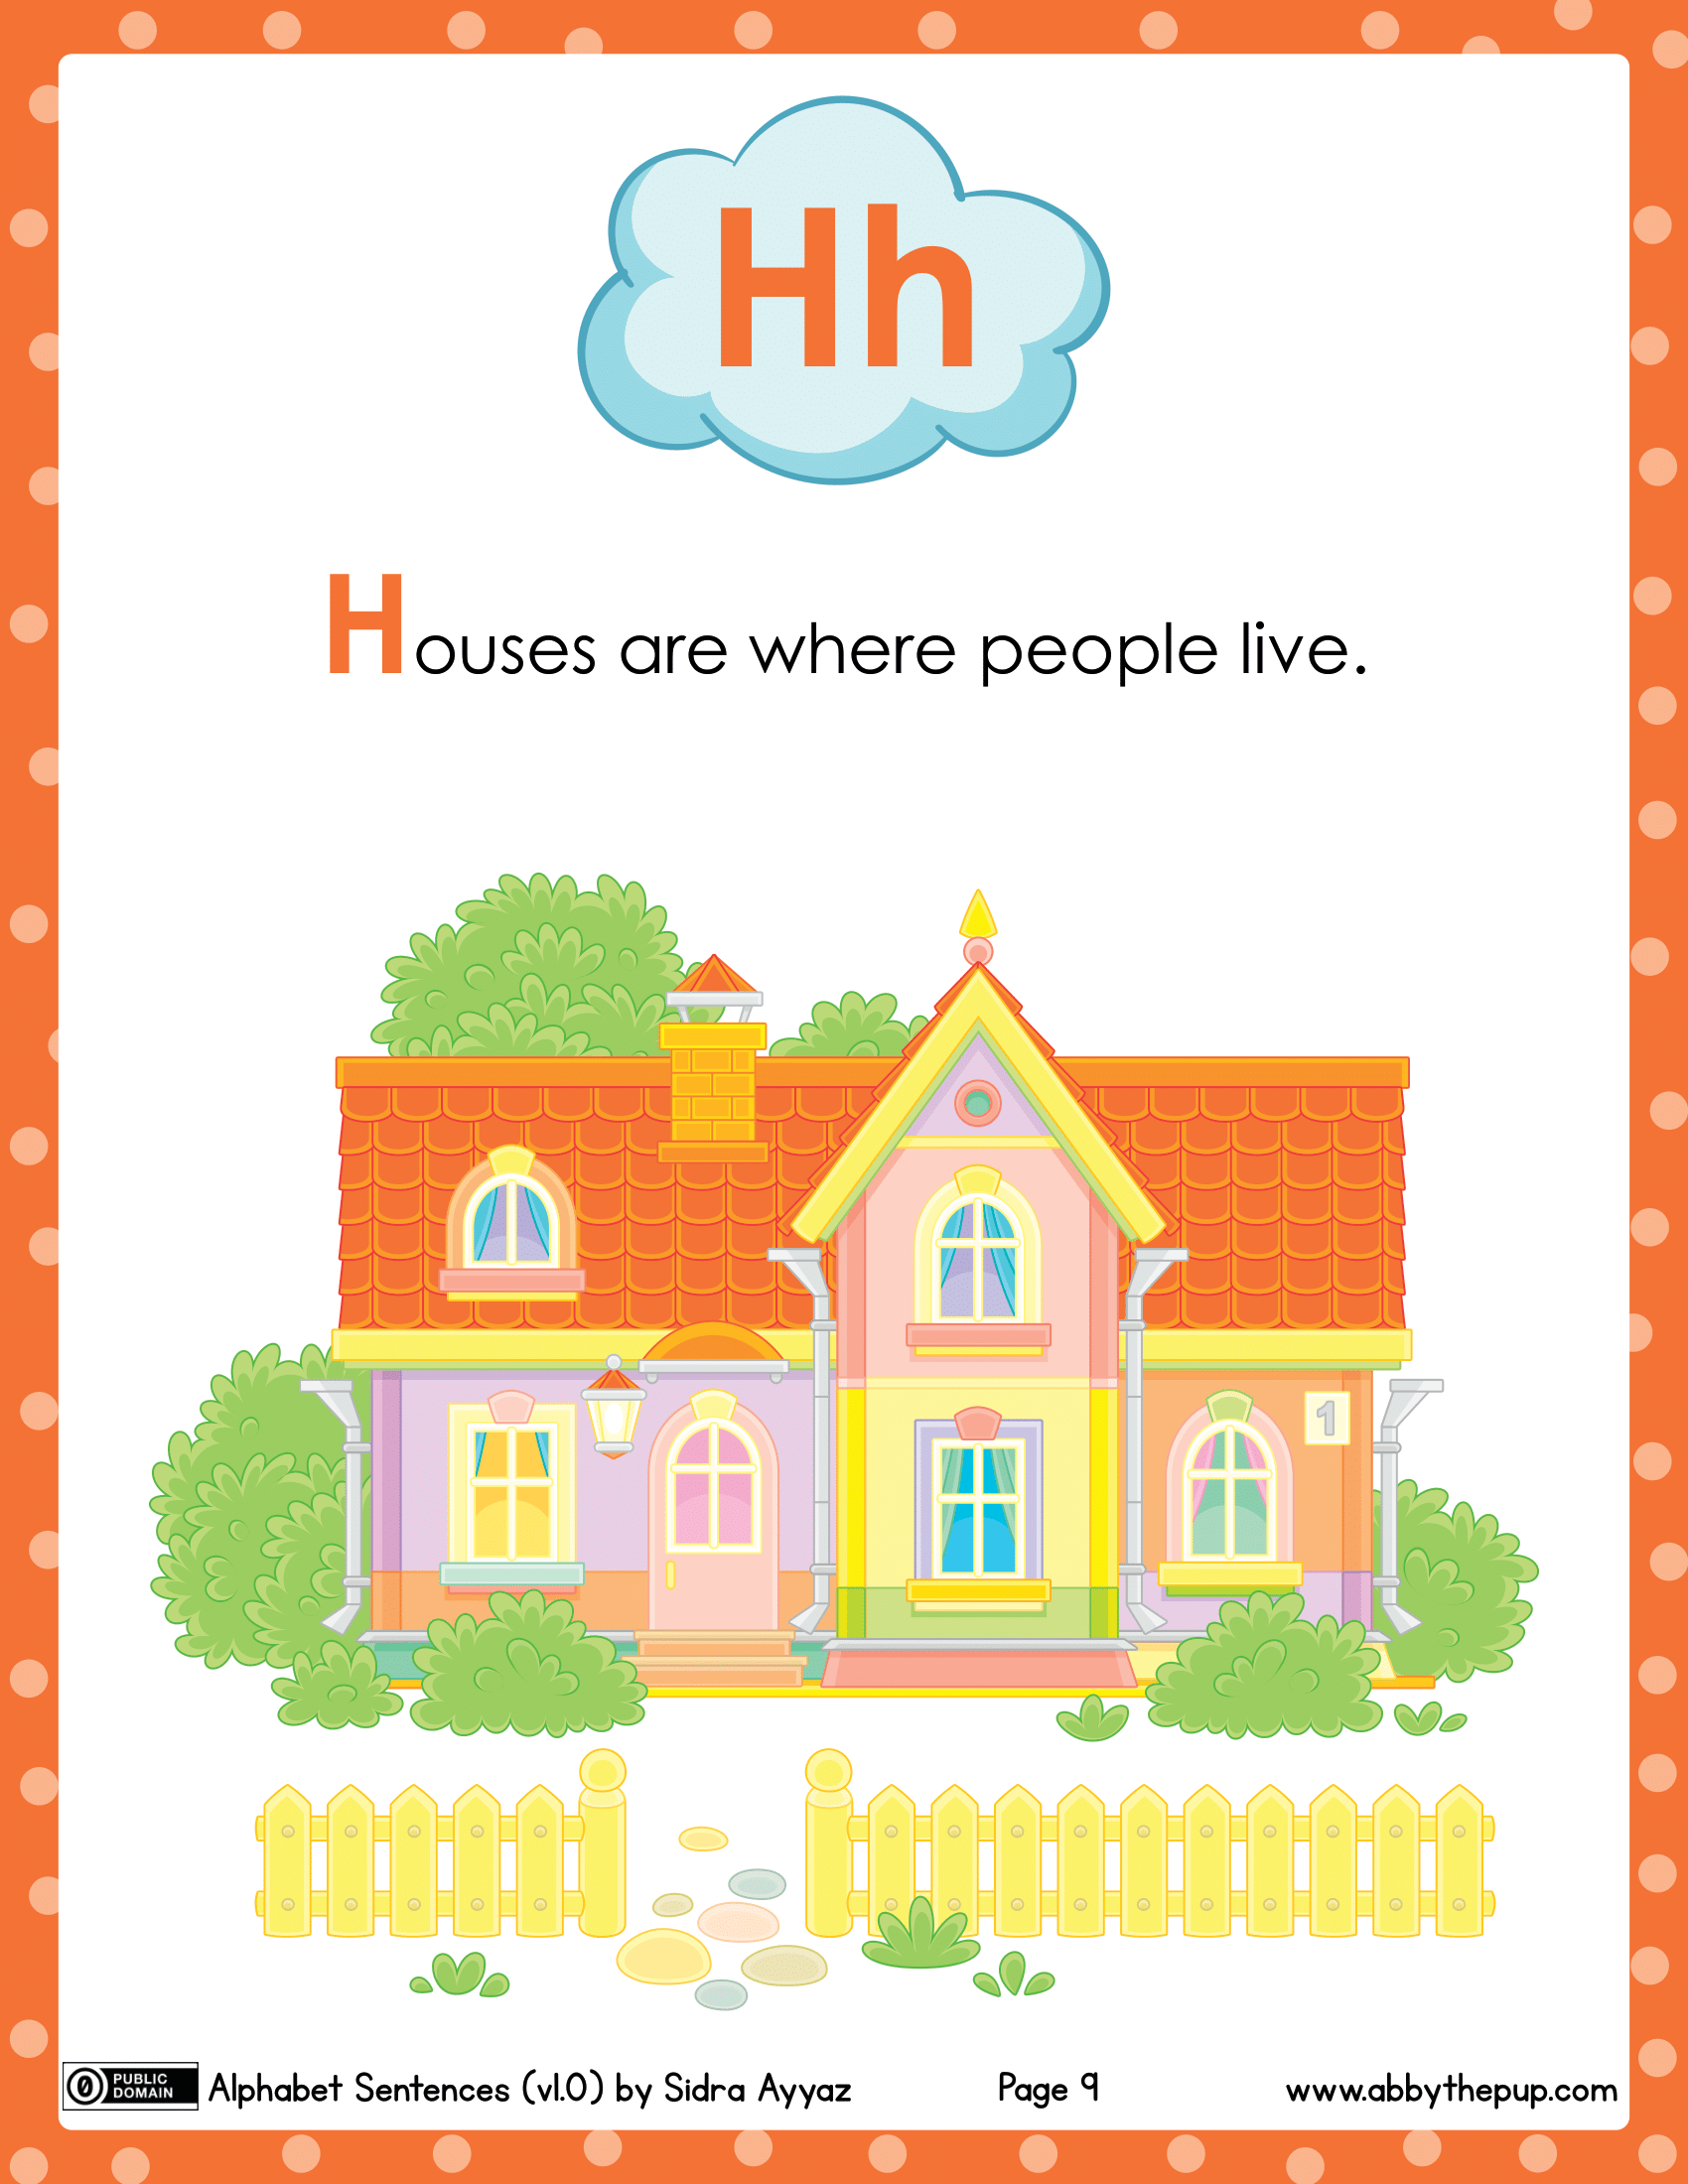 Hh
Houses are where people live.
1
PUBLIC
DOMAIN
Alphabet Sentences (v1.0) by Sidra Ayyaz
Page 9
www.abbythepup.com